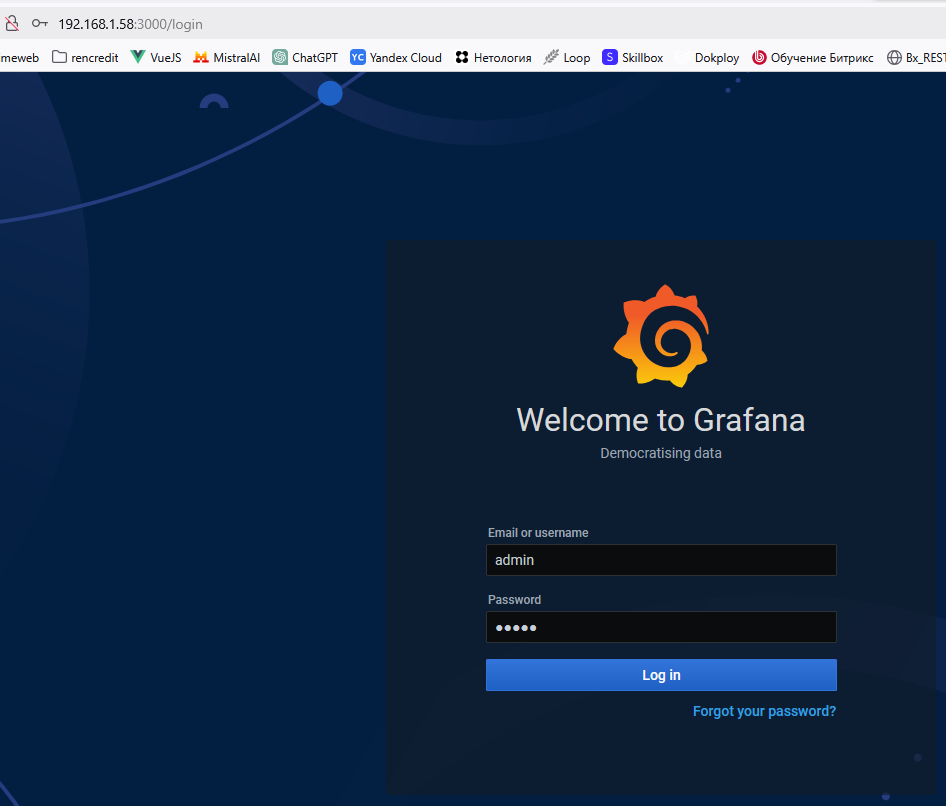 192.168.1.58:3000/login
meweb rencredit VueJS MistralAI ChatGPT YC Yandex Cloud Нетология Loop S Skillbox Dokploy Обучение Битрикс Bx_REST
Welcome to Grafana
Democratising data
Email or username
admin
Password
•••••
Log in
Forgot your password?